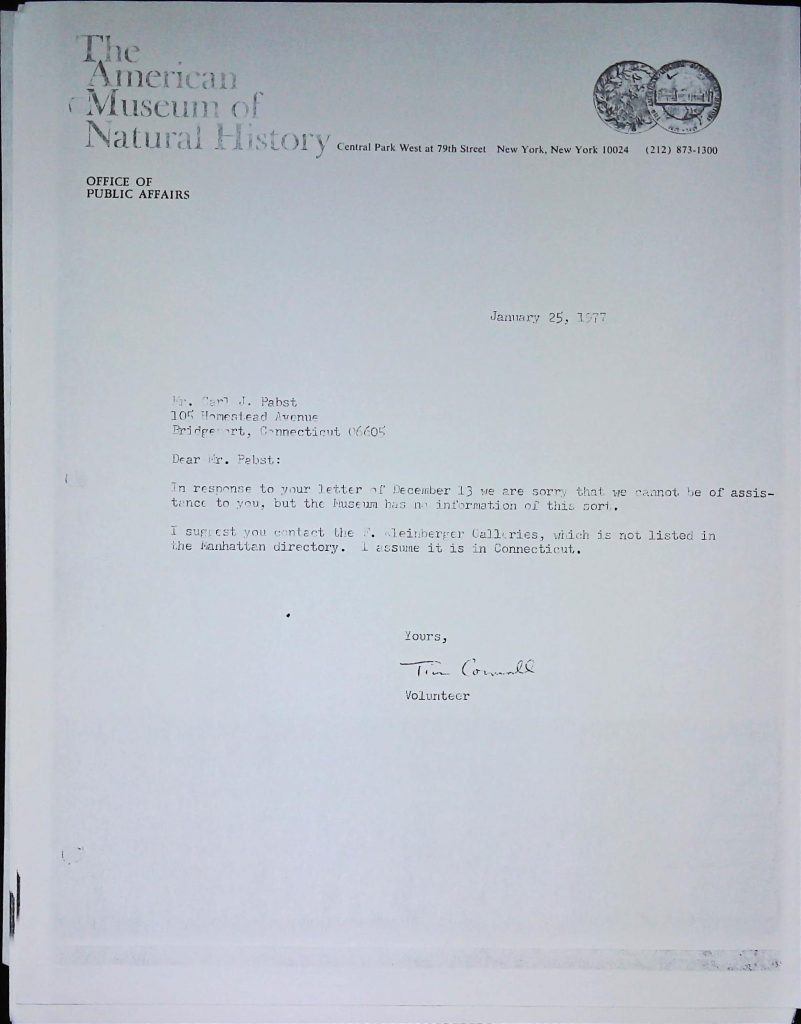 The
American
Museum of
Natural History
Central Park West at 79th Street New York, New York 10024 (212) 873-1300
OFFICE OF
PUBLIC AFFAIRS
January 25, 1977
Mr. Carl J. Pabst
105 Homestead Avenue
Bridgeport, Connecticut 06605
Dear Mr. Pabst:
In response to your letter of December 13 we are sorry that we cannot be of assis-
tance to you, but the Museum has no information of this sort.
I suggest you contact the F. Kleinberger Galleries, which is not listed in
the Manhattan directory. I assume it is in Connecticut.
Yours,
Tim
Volunteer